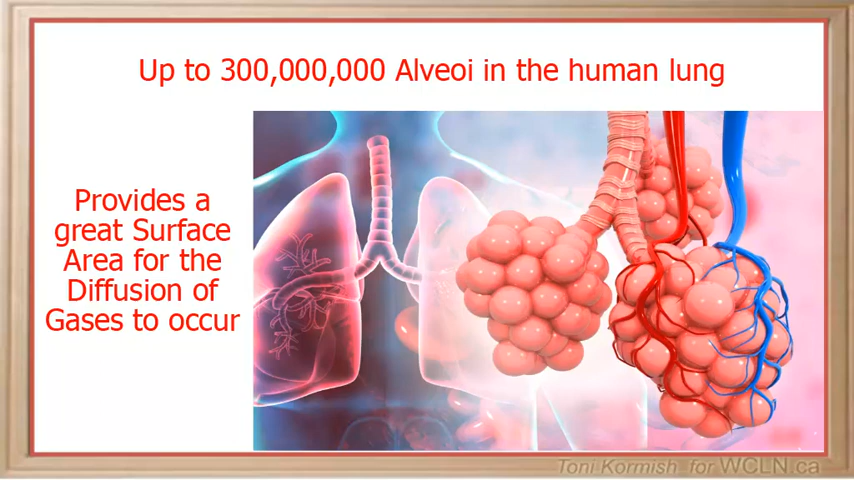 Up to 300,000,000 Alveoi in the human lung
Provides a
great Surface
Area for the
Diffusion of
Gases to occur
Toni Kormish for WCLN.ca